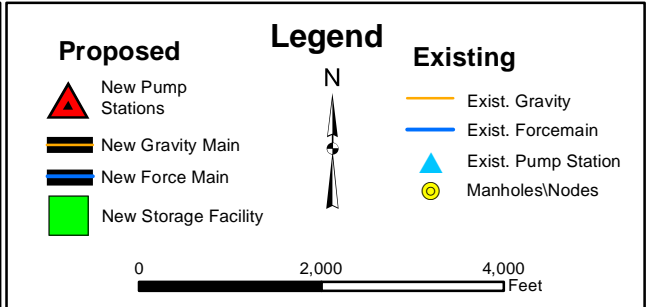 Legend
Proposed
New Pump
Stations
New Gravity Main
New Force Main
New Storage Facility
N
Existing
Exist. Gravity
Exist. Forcemain
Exist. Pump Station
Manholes\Nodes
0 2,000 4,000
Feet